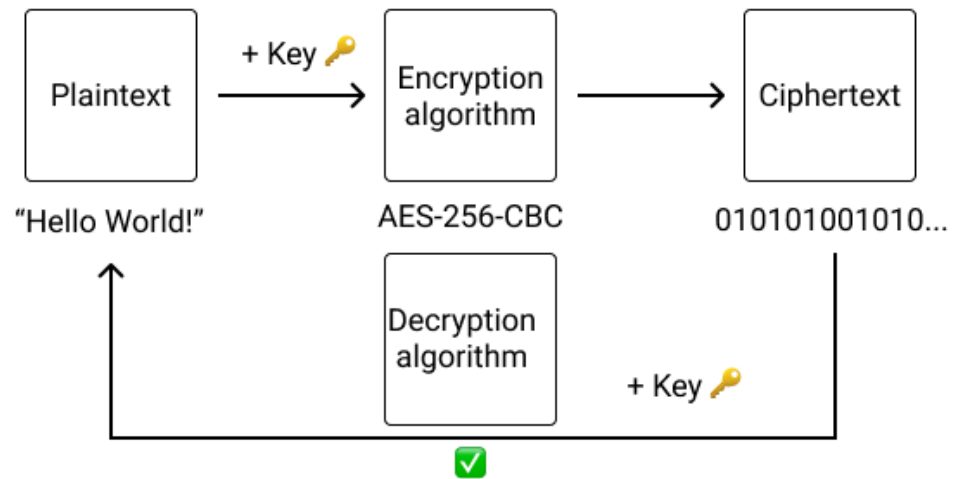 + Key 🔑
Plaintext
Encryption
algorithm
Ciphertext
“Hello World!”
AES-256-CBC
010101001010...
Decryption
algorithm
+ Key 🔑